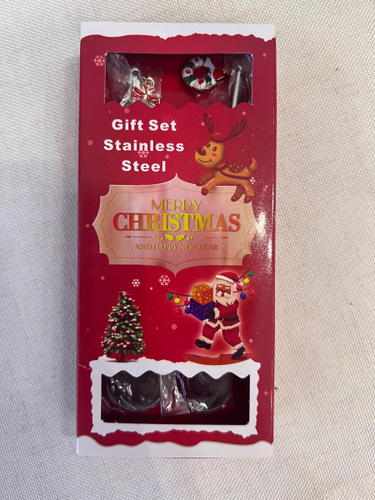 Gift Set
Stainless
Steel
MERRY
CHRISTMAS
AND HAPPY NEW YEAR